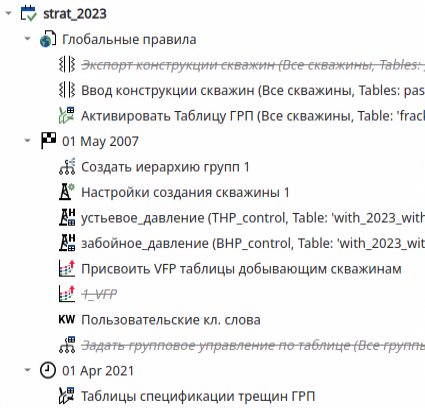 strat_2023
Глобальные правила
Экспорт конструкции скважин (Все скважины, Tables:
Ввод конструкции скважин (Все скважины, Tables: pas
Активировать Таблицу ГРП (Все скважины, Table: 'frac
01 May 2007
Создать иерархию групп 1
Настройки создания скважины 1
устьевое_давление (THP_control, Table: 'with_2023_with
забойное_давление (BHP_control, Table: 'with_2023_wit
Присвоить VFP таблицы добывающим скважинам
1_VFP
KW Пользовательские кл. слова
Задать групповое управление по таблице (Все группы
01 Apr 2021
Таблицы спецификации трещин ГРП